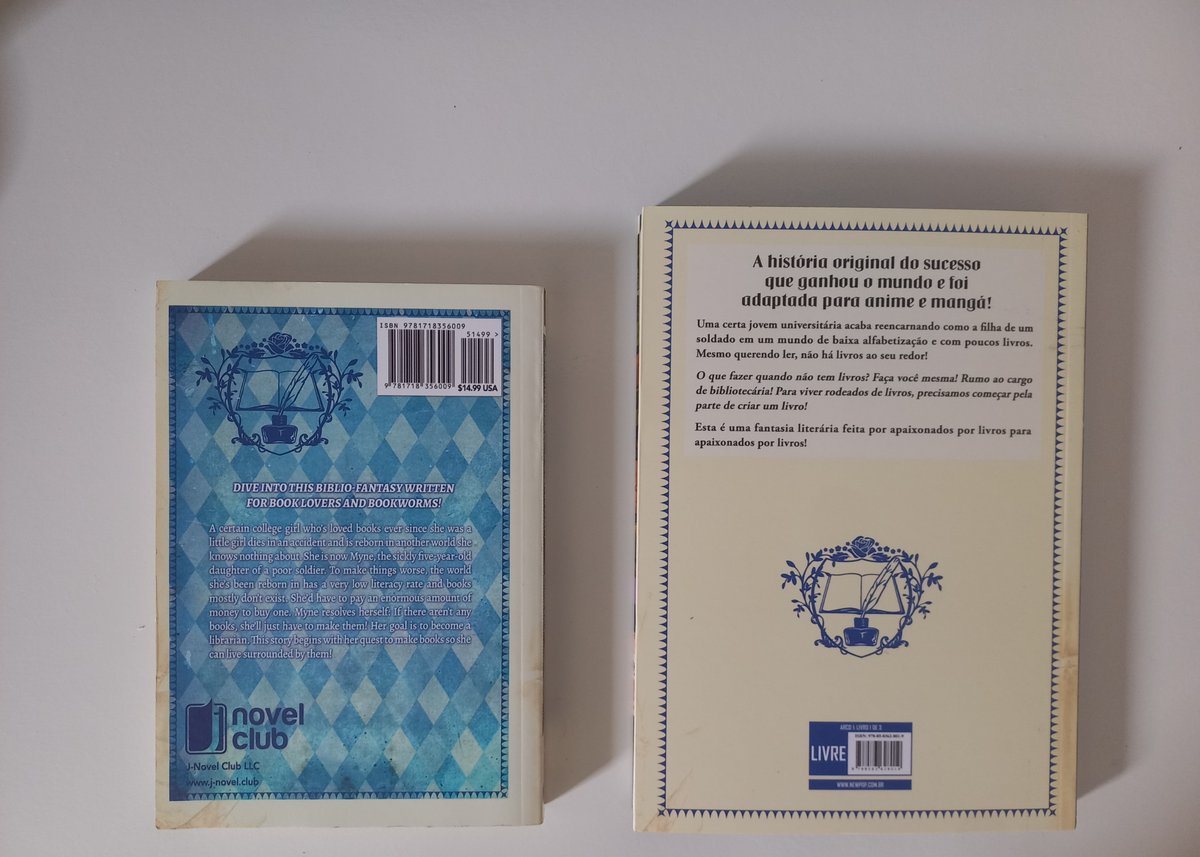 ISBN 9781718356009
51499 >
9 781718 356009
$14.99 USA
DIVE INTO THIS BIBLIO-FANTASY WRITTEN
FOR BOOK LOVERS AND BOOKWORMS!
A certain college girl who's loved books ever since she was a
little girl dies in an accident and is reborn in another world she
knows nothing about. She is now Myne, the sickly five-year-old
daughter of a poor soldier. To make things worse, the world
she's been reborn in has a very low literacy rate and books
mostly don't exist. She'd have to pay an enormous amount of
money to buy one. Myne resolves herself: If there aren't any
books, she'll just have to make them! Her goal is to become a
librarian. This story begins with her quest to make books so she
can live surrounded by them!
novel
club
J-Novel Club LLC
www.j-novel.club
A história original do sucesso
que ganhou o mundo e foi
adaptada para anime e mangá!
Uma certa jovem universitária acaba reencarnando como a filha de um
soldado em um mundo de baixa alfabetização e com poucos livros.
Mesmo querendo ler, não há livros ao seu redor!
O que fazer quando não tem livros? Faça você mesma! Rumo ao cargo
de bibliotecária! Para viver rodeados de livros, precisamos começar pela
parte de criar um livro!
Esta é uma fantasia literária feita por apaixonados por livros para
apaixonados por livros!
ARCO 1 LIVRO 1 DE 3
LIVRE
WWW.NEWPOP.COM.BR